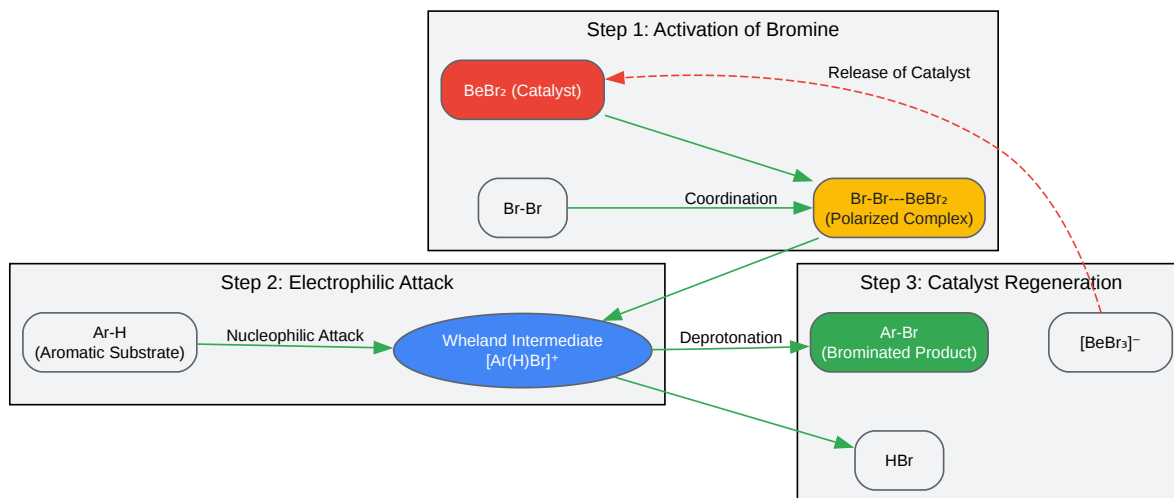 Step 1: Activation of Bromine
BeBr₂ (Catalyst)
Release of Catalyst
Br-Br
Coordination
Br-Br---BeBr₂
(Polarized Complex)
Step 2: Electrophilic Attack
Ar-H
(Aromatic Substrate)
Nucleophilic Attack
Wheland Intermediate
[Ar(H)Br]⁺
Deprotonation
Step 3: Catalyst Regeneration
Ar-Br
(Brominated Product)
[BeBr₃]⁻
HBr